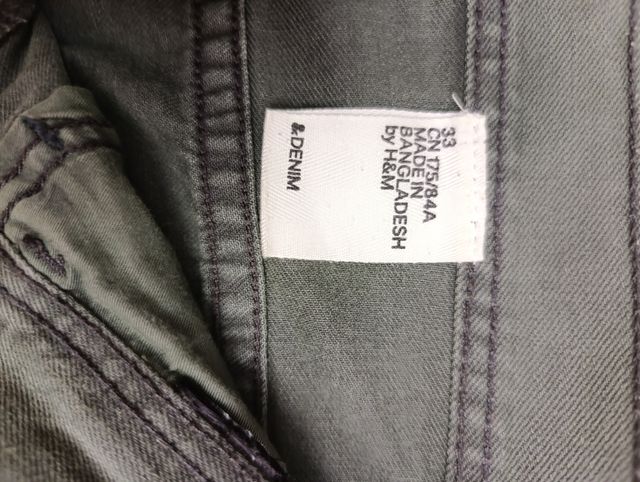 33
CN 175/84A
MADE IN
BANGLADESH
by H&M
&DENIM